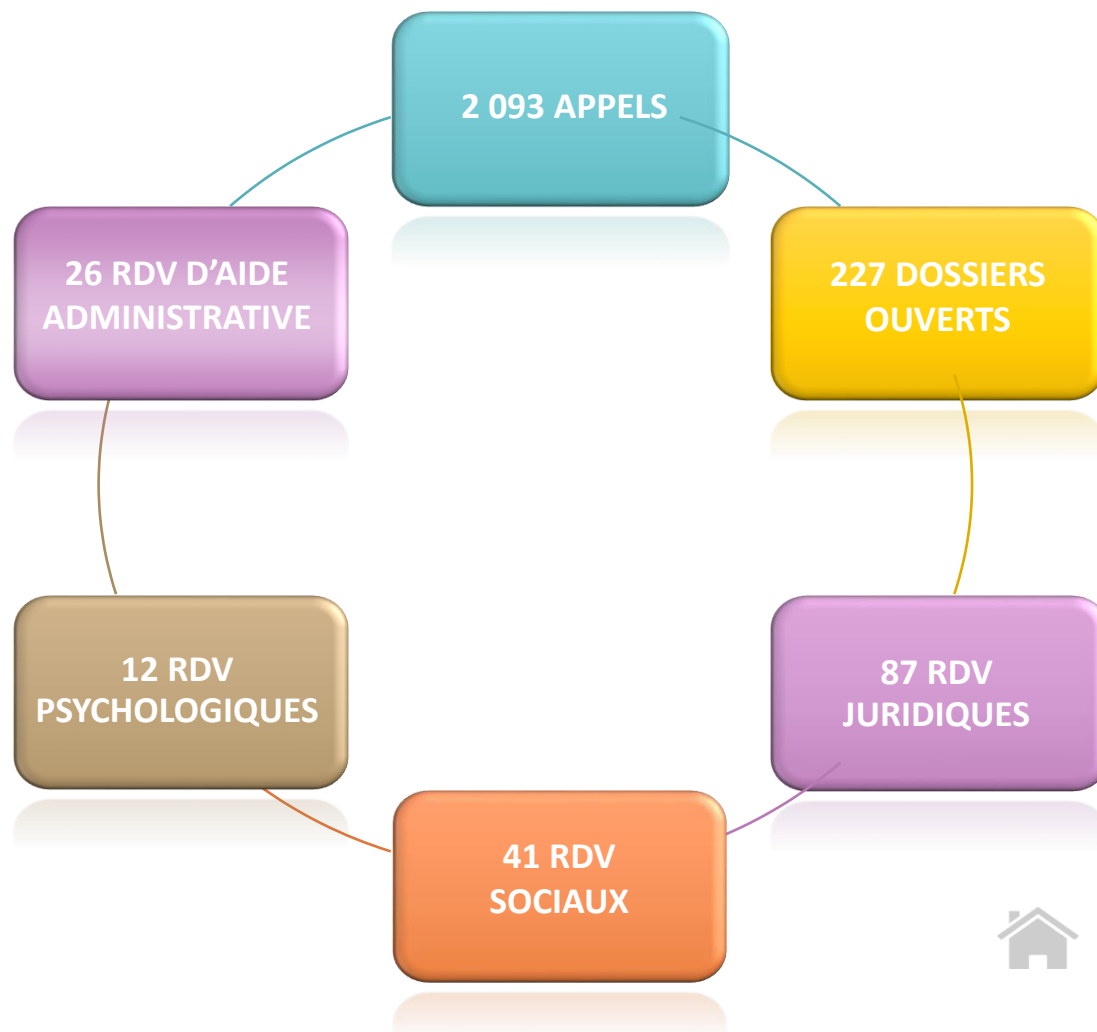 2 093 APPELS
227 DOSSIERS
OUVERTS
87 RDV
JURIDIQUES
41 RDV
SOCIAUX
12 RDV
PSYCHOLOGIQUES
26 RDV D’AIDE
ADMINISTRATIVE